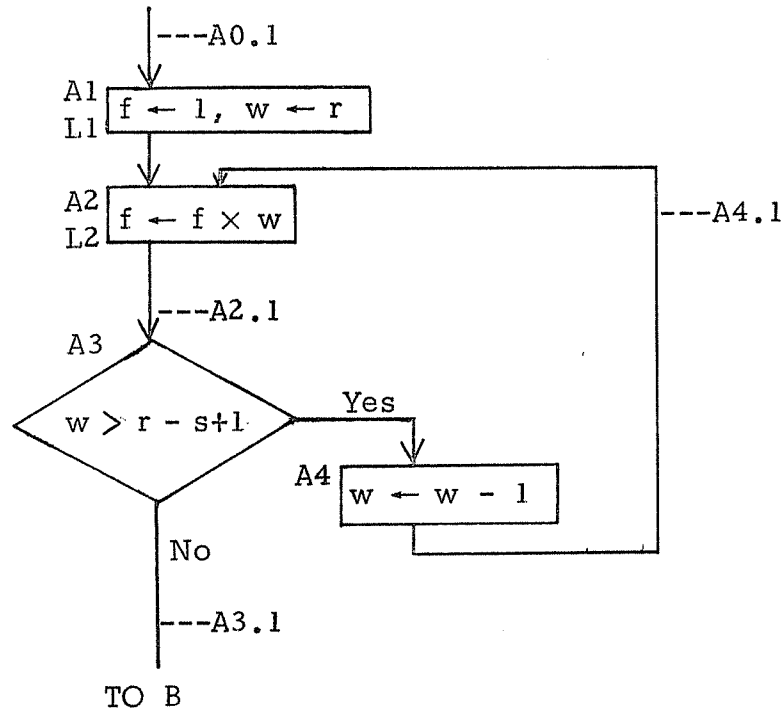 ---A0.1
A1
L1
f ← 1, w ← r
A2
L2
f ← f × w
---A4.1
---A2.1
A3
w > r - s+1
Yes
A4
w ← w - 1
No
---A3.1
TO B